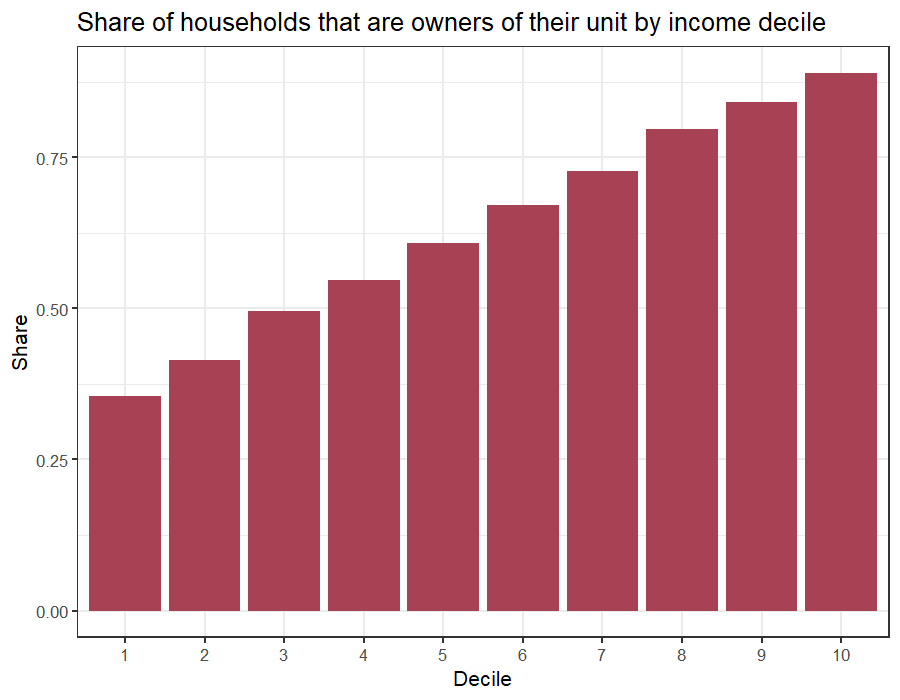 Share of households that are owners of their unit by income decile
Share
0.75
0.50
0.25
0.00
1 2 3 4 5 6 7 8 9 10
Decile